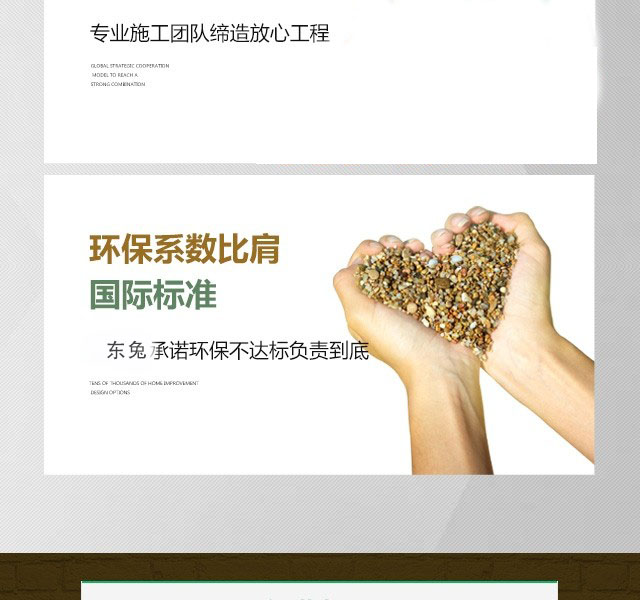 专业施工团队缔造放心工程
GLOBAL STRATEGIC COOPERATION
MODEL TO REACH A
STRONG COMBINATION
环保系数比肩
国际标准
东兔承诺环保不达标负责到底
TENS OF THOUSANDS OF HOME IMPROVEMENT
DESIGN OPTIONS